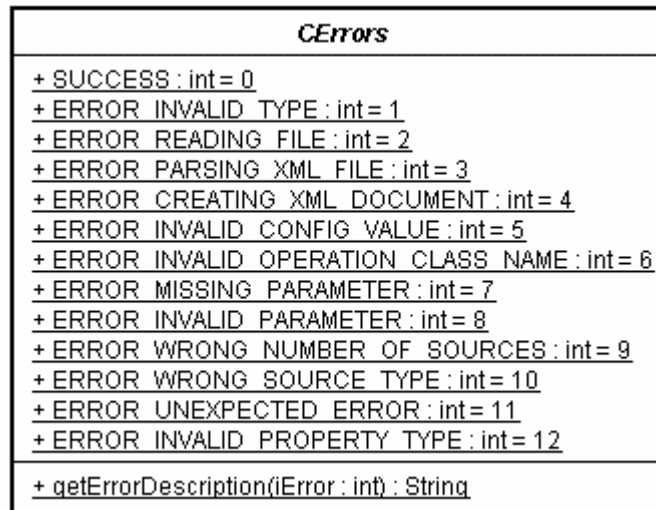 CErrors
+ SUCCESS : int = 0
+ ERROR_INVALID_TYPE : int = 1
+ ERROR_READING_FILE : int = 2
+ ERROR_PARSING_XML_FILE : int = 3
+ ERROR_CREATING_XML_DOCUMENT : int = 4
+ ERROR_INVALID_CONFIG_VALUE : int = 5
+ ERROR_INVALID_OPERATION_CLASS_NAME : int = 6
+ ERROR_MISSING_PARAMETER : int = 7
+ ERROR_INVALID_PARAMETER : int = 8
+ ERROR_WRONG_NUMBER_OF_SOURCES : int = 9
+ ERROR_WRONG_SOURCE_TYPE : int = 10
+ ERROR_UNEXPECTED_ERROR : int = 11
+ ERROR_INVALID_PROPERTY_TYPE : int = 12
+ getErrorDescription(iError : int) : String